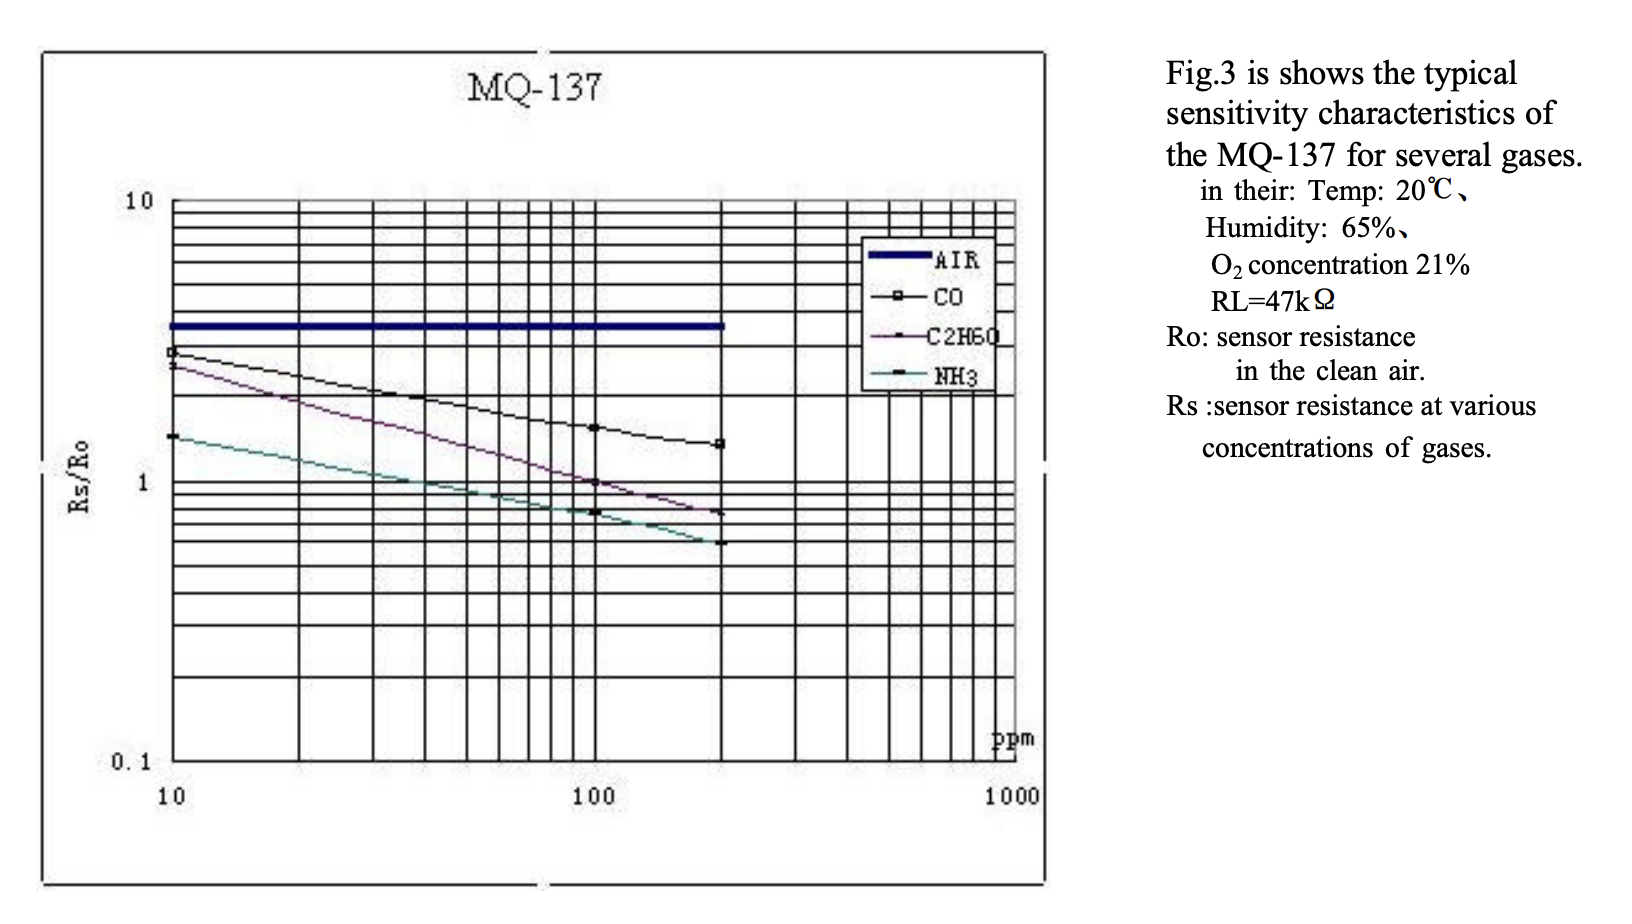 MQ-137
10
1
0.1
Rs/Ro
10
100
1000
ppm
AIR
CO
C2H6O
NH3
Fig.3 is shows the typical
sensitivity characteristics of
the MQ-137 for several gases.
in their: Temp: 20℃、
Humidity: 65%、
O₂ concentration 21%
RL=47kΩ
Ro: sensor resistance
in the clean air.
Rs :sensor resistance at various
concentrations of gases.